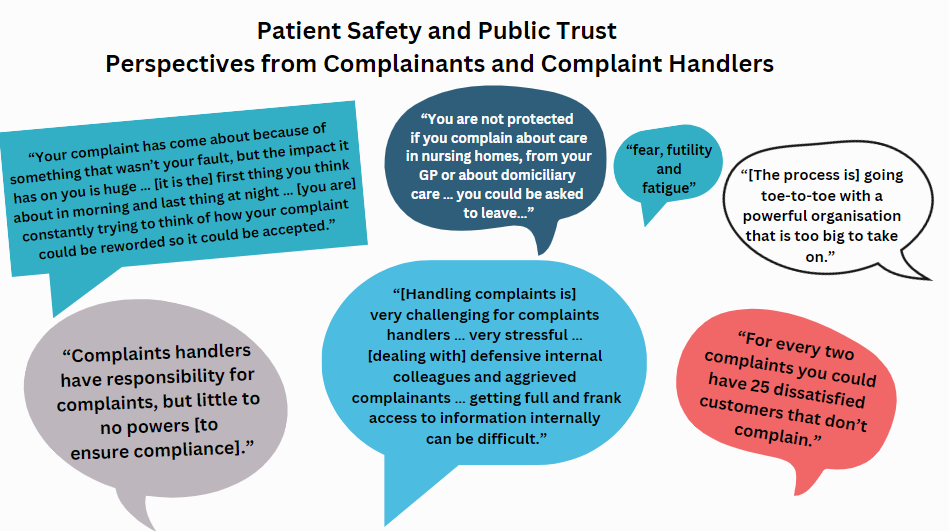 Patient Safety and Public Trust
Perspectives from Complainants and Complaint Handlers
“Your complaint has come about because of
something that wasn’t your fault, but the impact it
has on you is huge ... [it is the] first thing you think
about in morning and last thing at night ... [you are]
constantly trying to think of how your complaint
could be reworded so it could be accepted.”
“You are not protected
if you complain about care
in nursing homes, from your
GP or about domiciliary
care ... you could be asked
to leave...”
“fear, futility
and
fatigue”
“[The process is] going
toe-to-toe with a
powerful organisation
that is too big to take
on.”
“Complaints handlers
have responsibility for
complaints, but little to
no powers [to
ensure compliance].”
“[Handling complaints is]
very challenging for complaints
handlers ... very stressful ...
[dealing with] defensive internal
colleagues and aggrieved
complainants ... getting full and frank
access to information internally
can be difficult.”
“For every two
complaints you could
have 25 dissatisfied
customers that don’t
complain.”